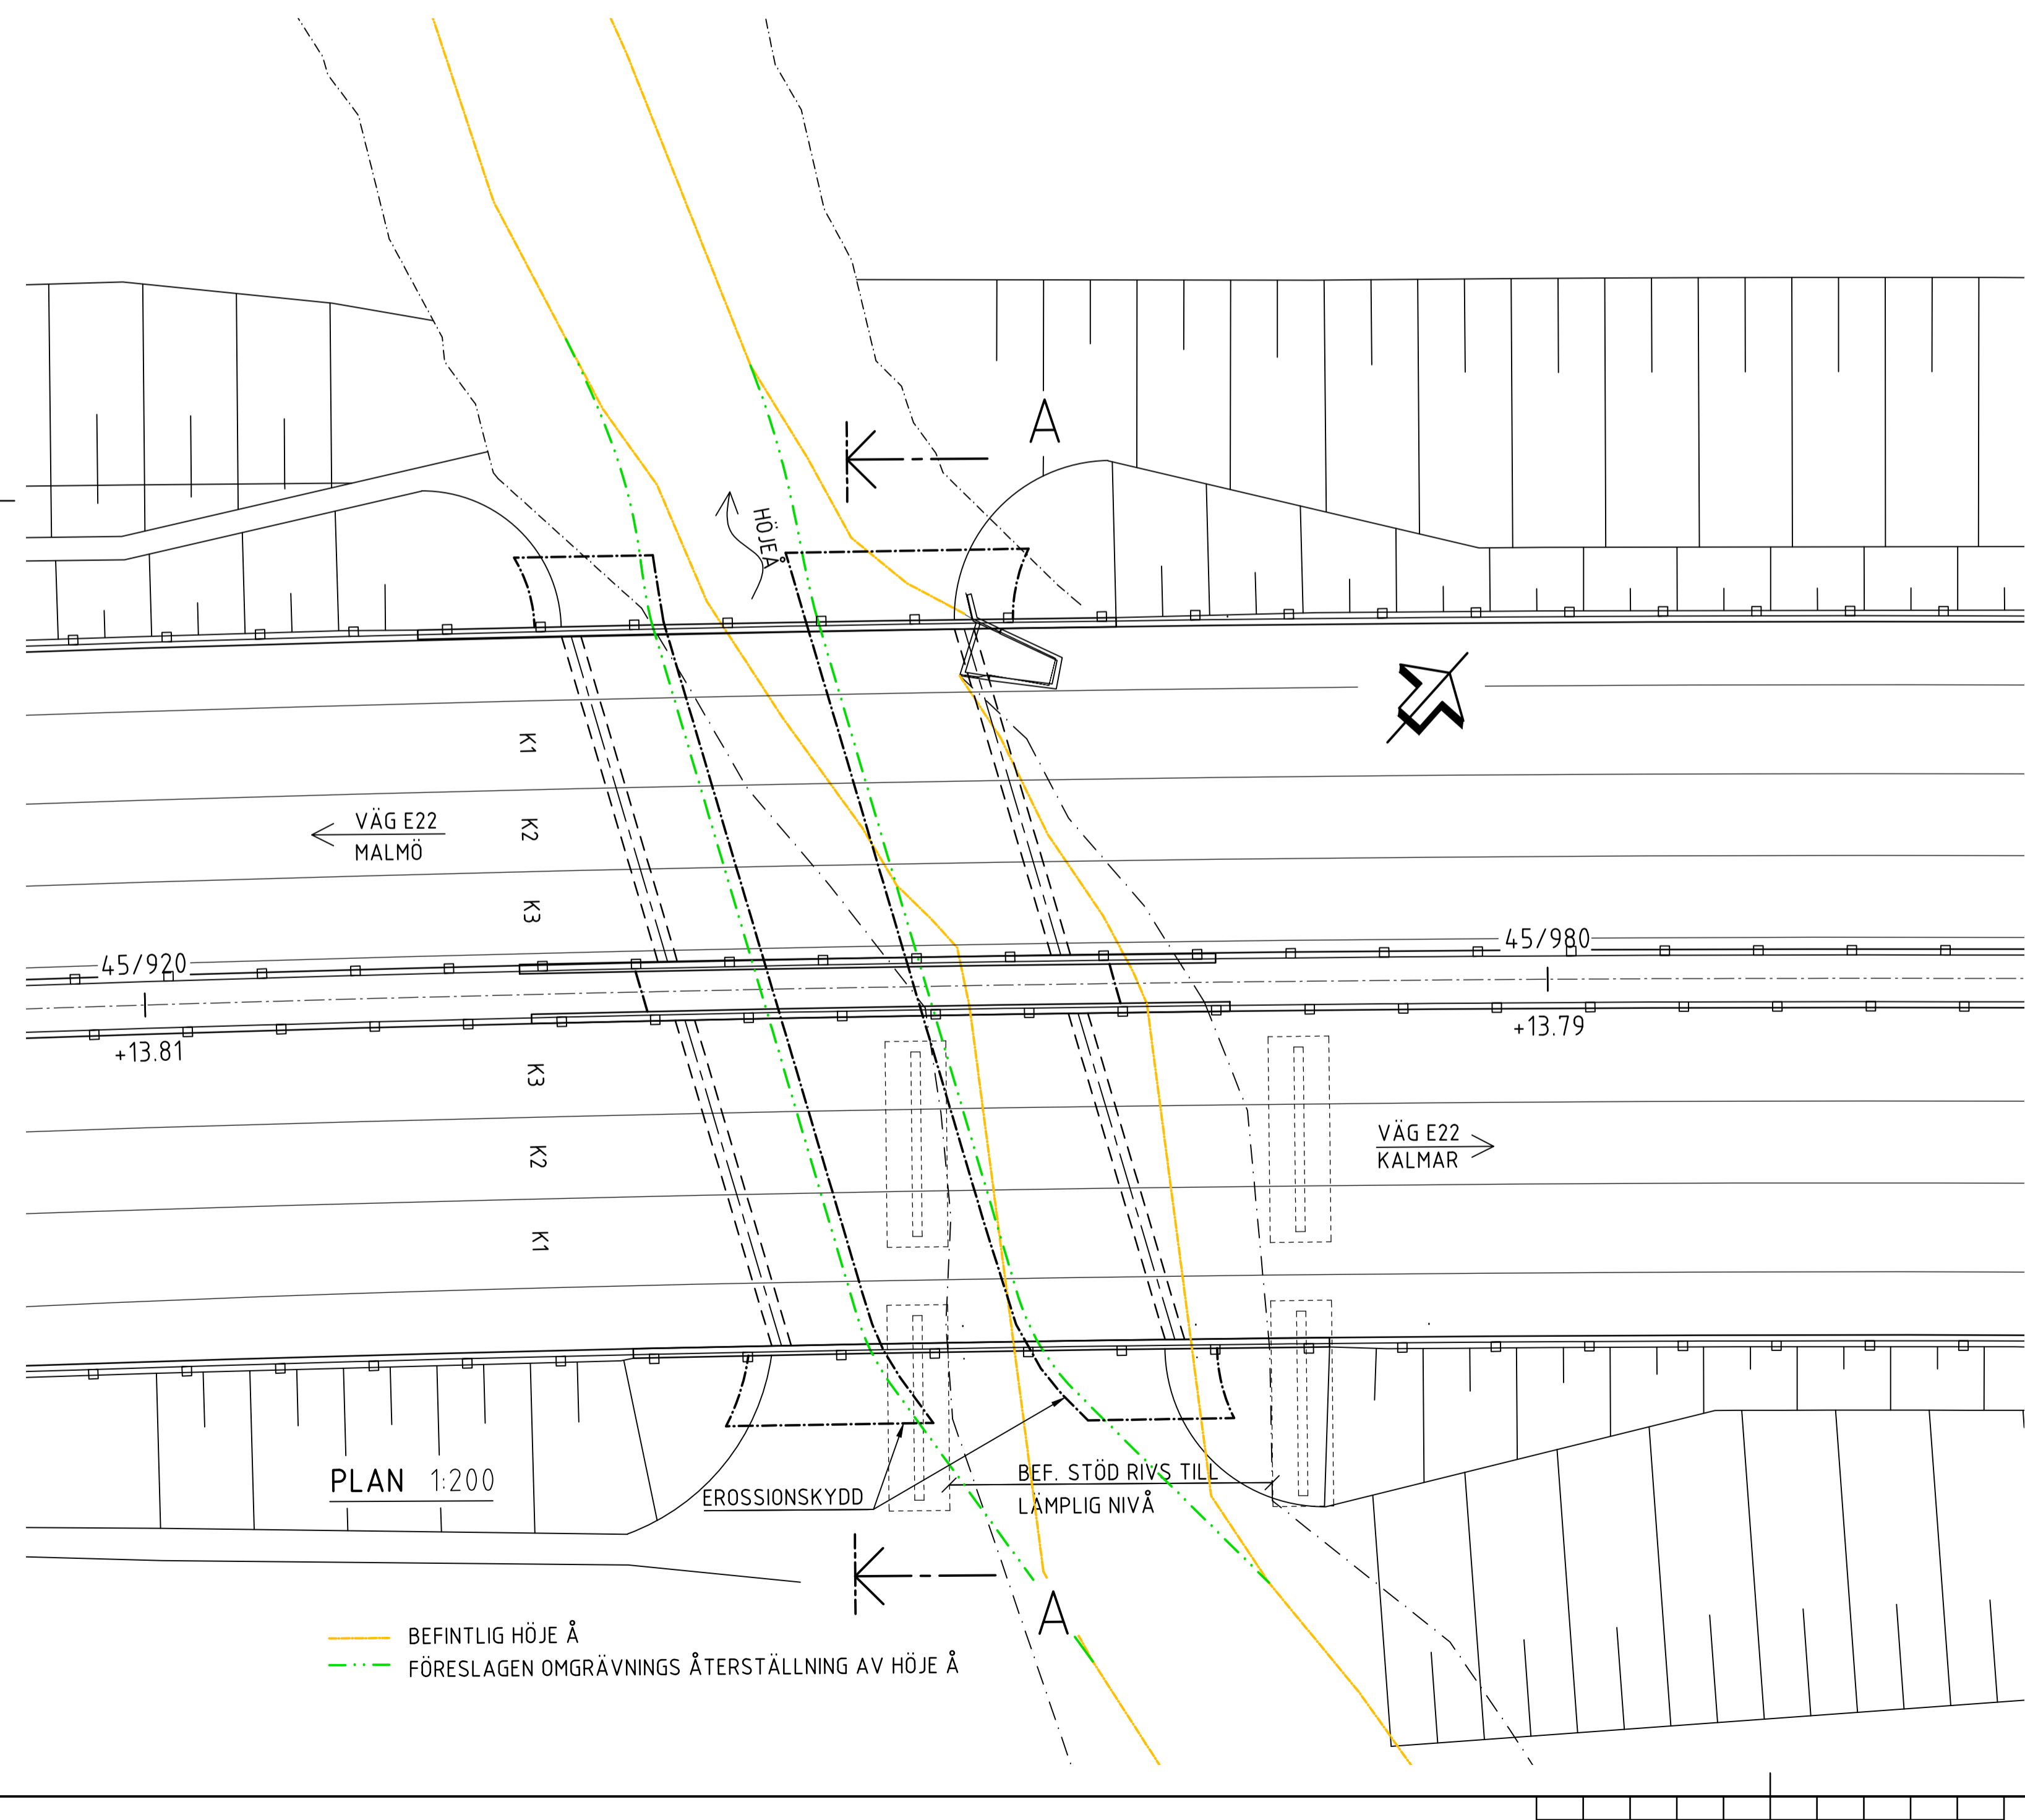 A
HÖJEÅ
K1
VÄG E22
MALMÖ
K2
K3
45/920
45/980
+13.81
+13.79
K3
VÄG E22
KALMAR
K2
K1
PLAN 1:200
EROSSIONSKYDD
BEF. STÖD RIVS TILL
LÄMPLIG NIVÅ
A
BEFINTLIG HÖJE Å
FÖRESLAGEN OMGRÄVNINGS ÅTERSTÄLLNING AV HÖJE Å